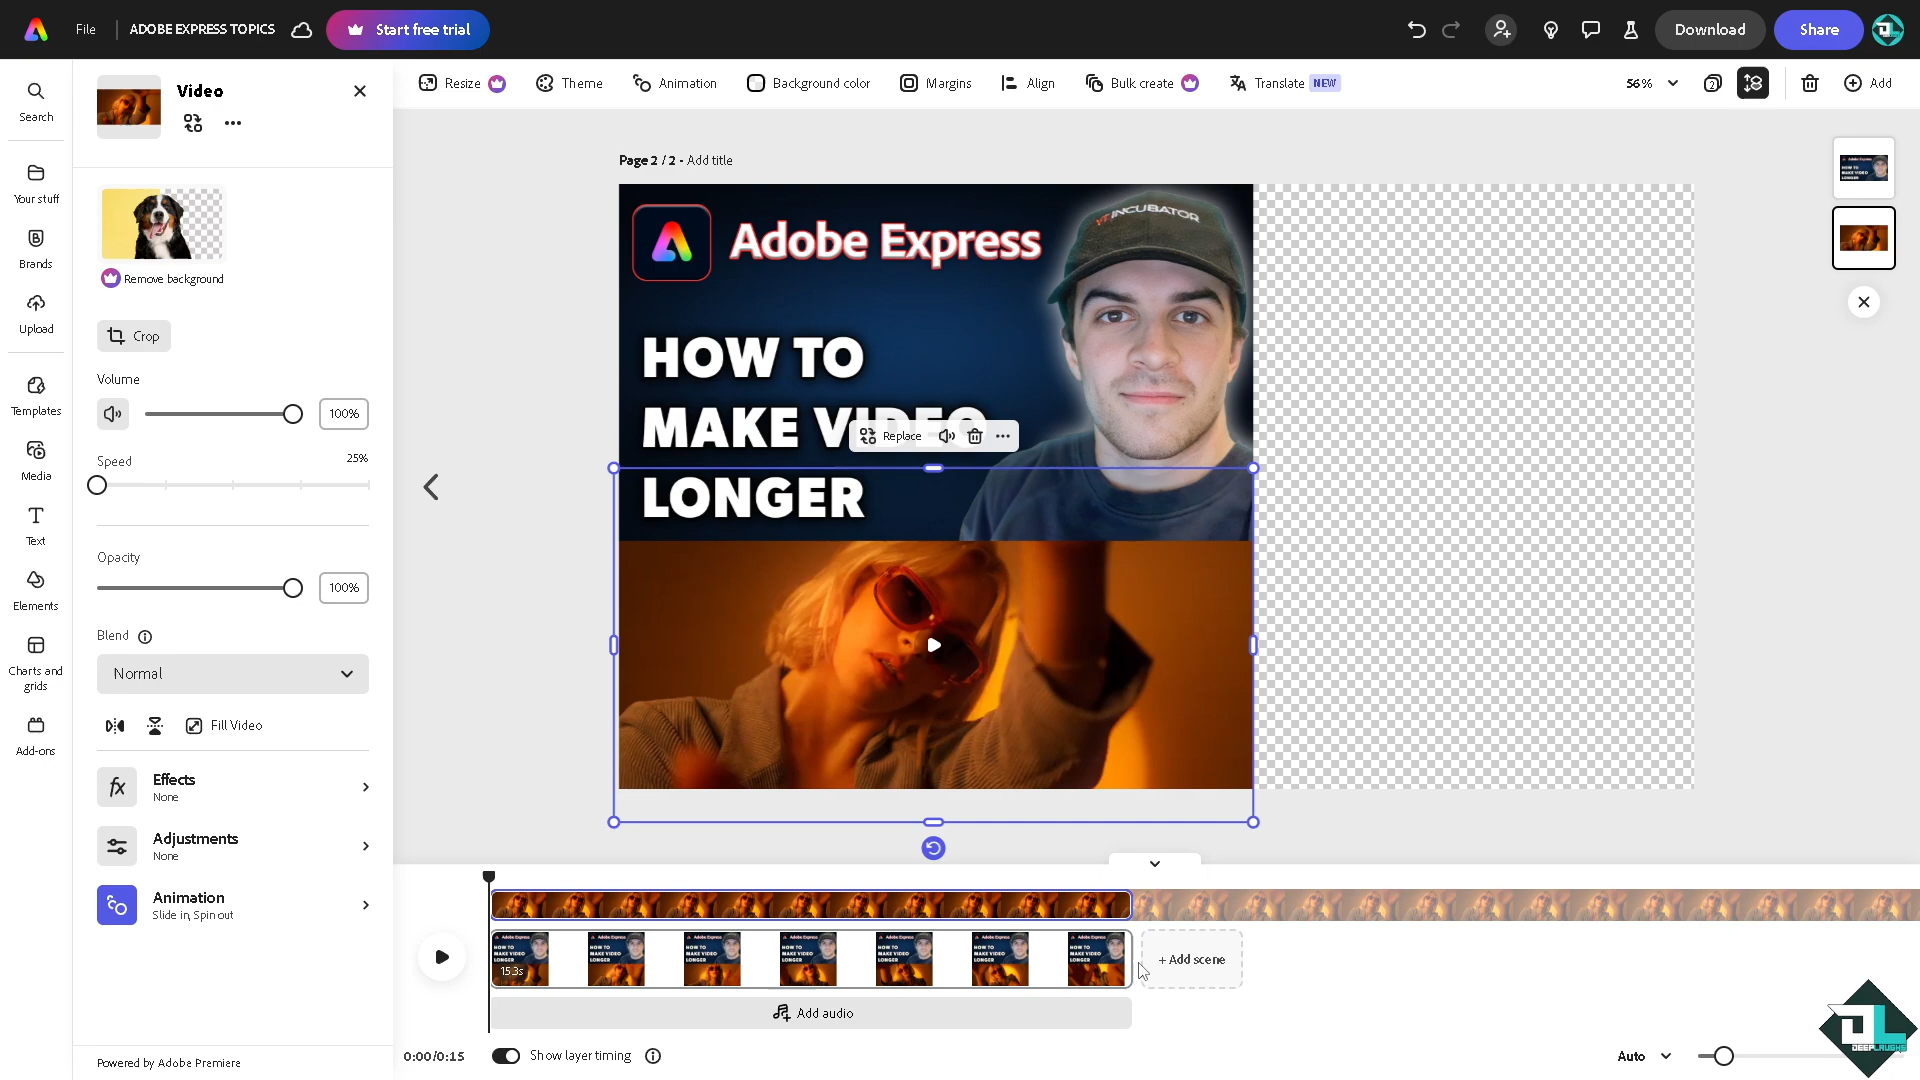 File
ADOBE EXPRESS TOPICS
Start free trial
Download
Share
Search
Your stuff
Brands
Upload
Templates
Media
Text
Elements
Charts and
grids
Add-ons
Video
Remove background
Crop
Volume
100%
Speed
25%
Opacity
100%
Blend
Normal
Fill Video
Effects
None
Adjustments
None
Animation
Slide in, Spin out
Powered by Adobe Premiere
Resize
Theme
Animation
Background color
Margins
Align
Bulk create
Translate NEW
56%
2
Add
Page 2 / 2 - Add title
Adobe Express
YT INCUBATOR
HOW TO
MAKE VIDEO
LONGER
Replace
15.3s
+ Add scene
Add audio
0:00/0:15
Show layer timing
Auto
JL
DEEPLAUGHS